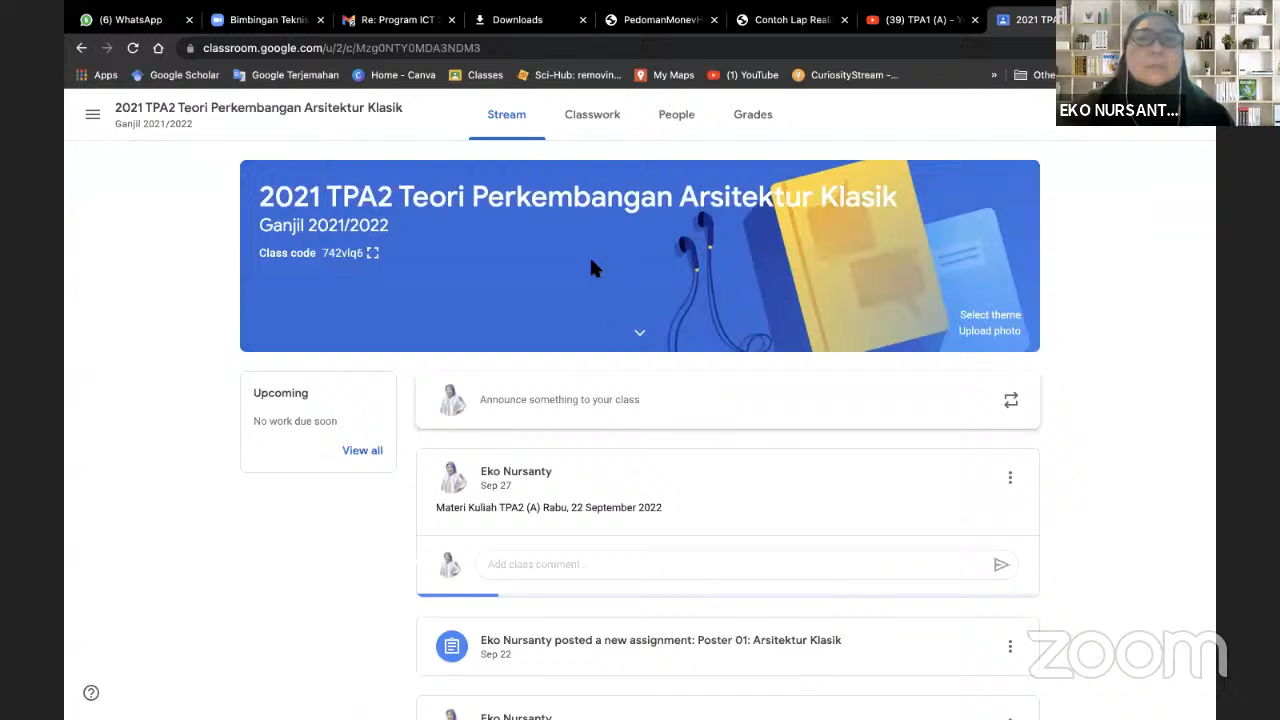 (6) WhatsApp
Bimbingan Teknis
Re: Program ICT
Downloads
PedomanMonevH
Contoh Lap Reali
(39) TPA1 (A) - Y
2021 TPA
classroom.google.com/u/2/c/Mzg0NTY0MDA3NDM3
Apps
Google Scholar
Google Terjemahan
Home - Canva
Classes
Sci-Hub: removin...
My Maps
(1) YouTube
CuriosityStream -...
»
Othe
EKO NURSANT...
2021 TPA2 Teori Perkembangan Arsitektur Klasik
Ganjil 2021/2022
Stream
Classwork
People
Grades
2021 TPA2 Teori Perkembangan Arsitektur Klasik
Ganjil 2021/2022
Class code 742vlq6
Select theme
Upload photo
Upcoming
No work due soon
View all
Announce something to your class
Eko Nursanty
Sep 27
Materi Kuliah TPA2 (A) Rabu, 22 September 2022
Add class comment...
Eko Nursanty posted a new assignment: Poster 01: Arsitektur Klasik
Sep 22
Eko Nursanty
zoom